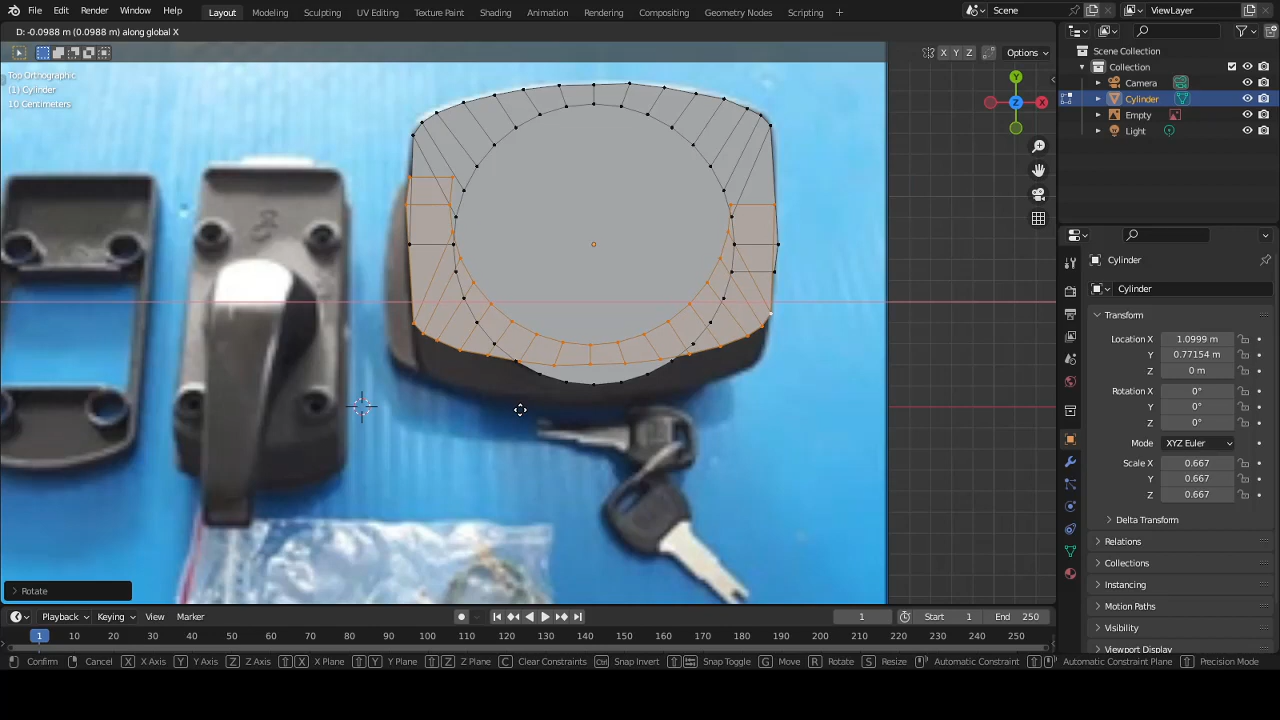 File Edit Render Window Help
Layout Modeling Sculpting UV Editing Texture Paint Shading Animation Rendering Compositing Geometry Nodes Scripting +
Scene
ViewLayer
D: -0.0988 m (0.0988 m) along global X
X Y Z Options
Top Orthographic
(1) Cylinder
10 Centimeters
Y
Z
X
Rotate
Scene Collection
Collection
Camera
Cylinder
Empty
Light
Cylinder
Cylinder
Transform
Location X 1.0999 m
Y 0.77154 m
Z 0 m
Rotation X 0°
Y 0°
Z 0°
Mode XYZ Euler
Scale X 0.667
Y 0.667
Z 0.667
Delta Transform
Relations
Collections
Instancing
Motion Paths
Visibility
Viewport Display
Playback Keying View Marker
1 Start 1 End 250
1 10 20 30 40 50 60 70 80 90 100 110 120 130 140 150 160 170 180 190 200 210 220 230 240 250
Confirm Cancel X X Axis Y Y Axis Z Z Axis X X Plane Y Y Plane Z Z Plane C Clear Constraints Ctrl Snap Invert Snap Toggle G Move R Rotate S Resize Automatic Constraint Automatic Constraint Plane Precision Mode